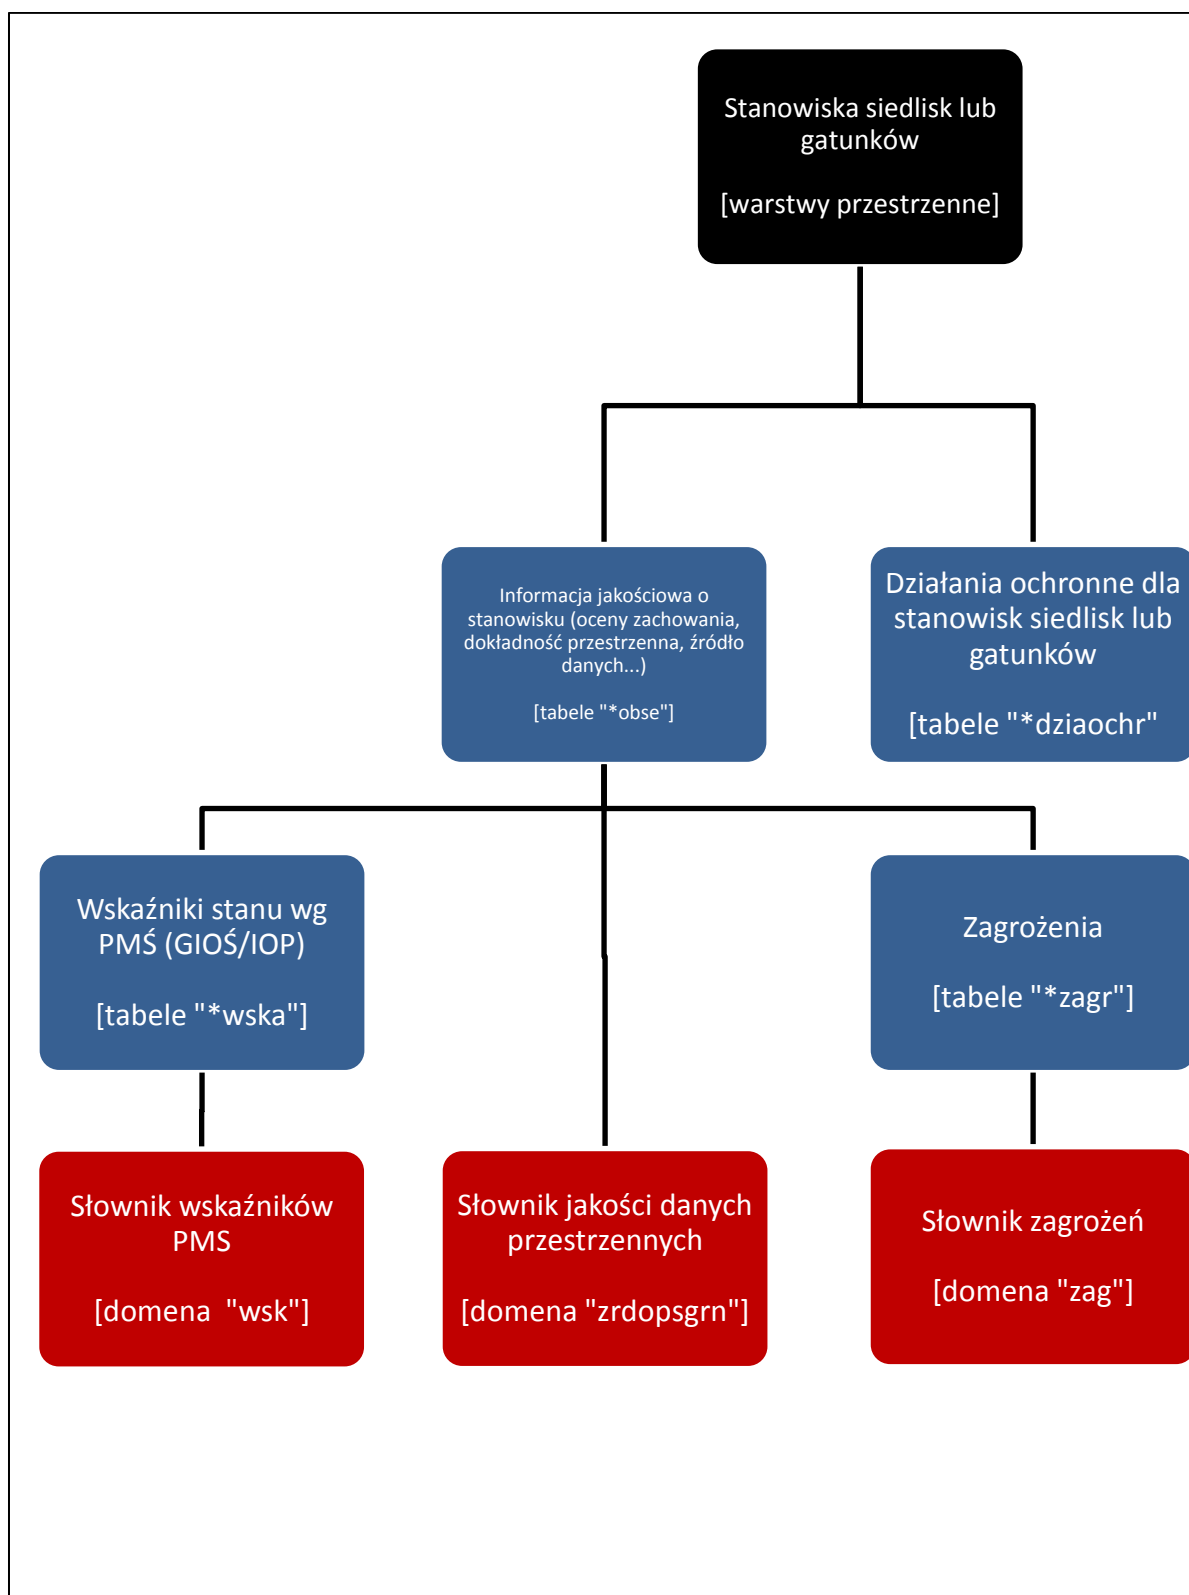 Stanowiska siedlisk lub
gatunków
[warstwy przestrzenne]
Informacja jakościowa o
stanowisku (oceny zachowania,
dokładność przestrzenna, źródło
danych...)
[tabele "*obse"]
Działania ochronne dla
stanowisk siedlisk lub
gatunków
[tabele "*dziaochr"
Wskaźniki stanu wg
PMŚ (GIOŚ/IOP)
[tabele "*wska"]
Zagrożenia
[tabele "*zagr"]
Słownik wskaźników
PMS
[domena  "wsk"]
Słownik jakości danych
przestrzennych
[domena "zrdopsgrn"]
Słownik zagrożeń
[domena "zag"]